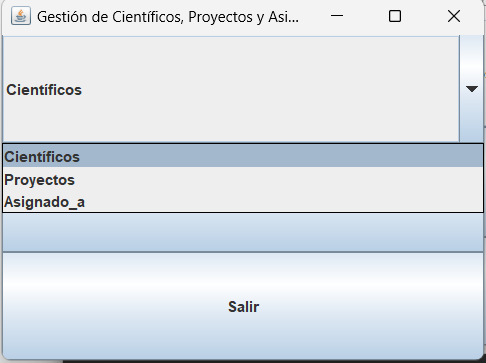 Gestión de Científicos, Proyectos y Asi...
Científicos
Científicos
Proyectos
Asignado_a
Salir